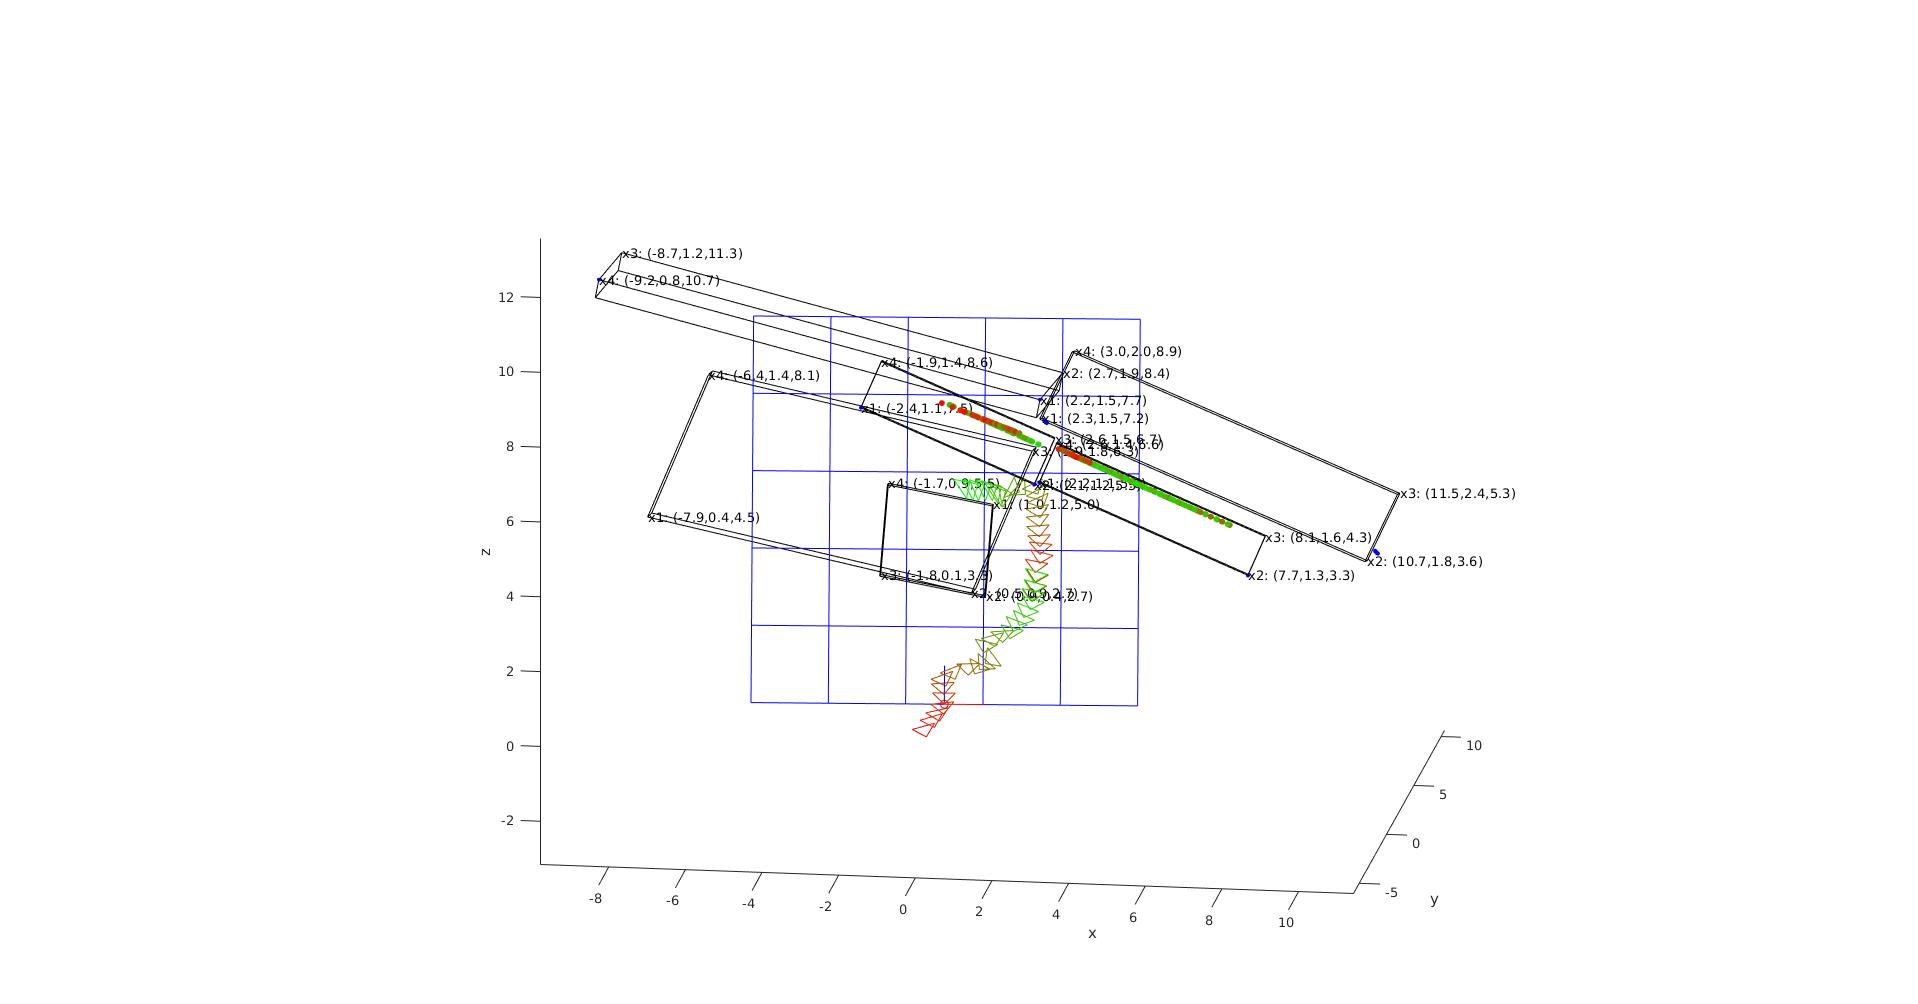 x3: (-8.7,1.2,11.3)
x4: (-9.2,0.8,10.7)
12
x4: (3.0,2.0,8.9)
x4: (-1.9,1.4,8.6)
10
x4: (-6.4,1.4,8.1)
x2: (2.7,1.9,8.4)
x1: (2.2,1.5,7.7)
x1: (-2.4,1.1,7.5)
x1: (2.3,1.5,7.2)
x3: (2.6,1.5,6.7)
8
x4: (-1.7,0.9,5.5)
x3: (11.5,2.4,5.3)
x1: (1.0,1.2,5.0)
x1: (-7.9,0.4,4.5)
6
x3: (8.1,1.6,4.3)
z
x2: (10.7,1.8,3.6)
x3: (-1.8,0.1,3.3)
x2: (7.7,1.3,3.3)
4
2
0
-2
10
5
0
-5
y
-8
-6
-4
-2
0
2
4
6
8
10
x